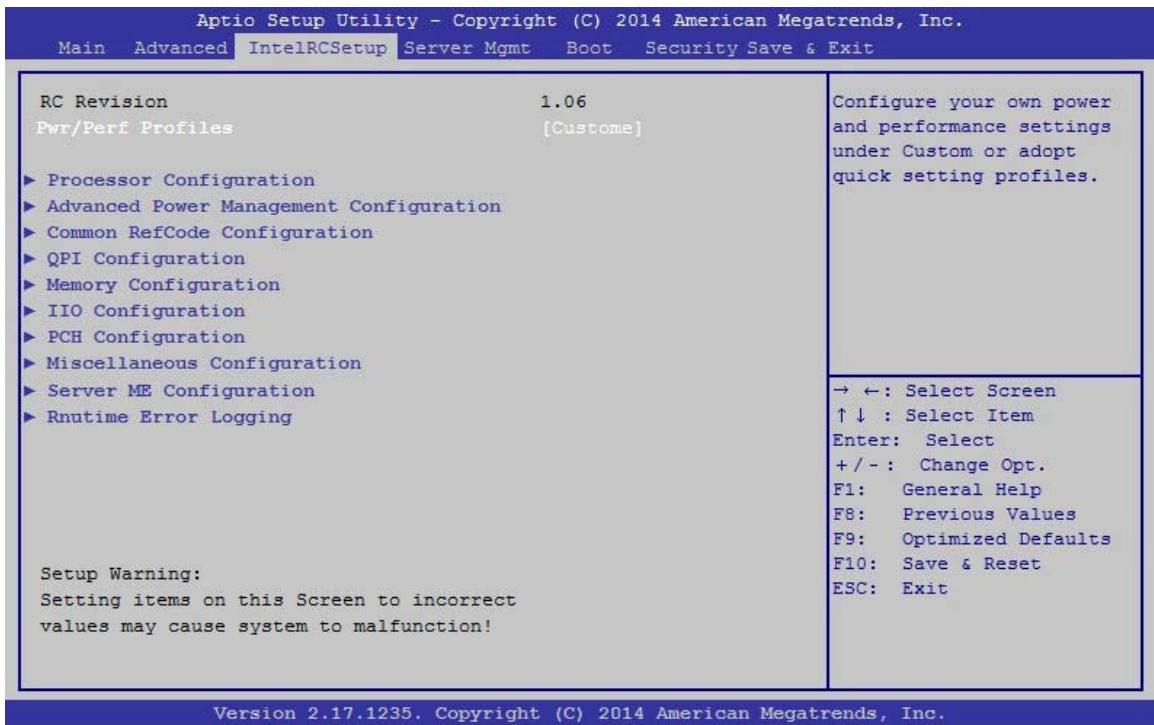 Aptio Setup Utility - Copyright (C) 2014 American Megatrends, Inc.
Main Advanced IntelRCSetup Server Mgmt Boot Security Save & Exit
RC Revision 1.06
Pwr/Perf Profiles [Custome]
► Processor Configuration
► Advanced Power Management Configuration
► Common RefCode Configuration
► QPI Configuration
► Memory Configuration
► IIO Configuration
► PCH Configuration
► Miscellaneous Configuration
► Server ME Configuration
► Rnutime Error Logging
Setup Warning:
Setting items on this Screen to incorrect
values may cause system to malfunction!
Configure your own power
and performance settings
under Custom or adopt
quick setting profiles.
→ ←: Select Screen
↑↓ : Select Item
Enter: Select
+/-: Change Opt.
F1: General Help
F8: Previous Values
F9: Optimized Defaults
F10: Save & Reset
ESC: Exit
Version 2.17.1235. Copyright (C) 2014 American Megatrends, Inc.